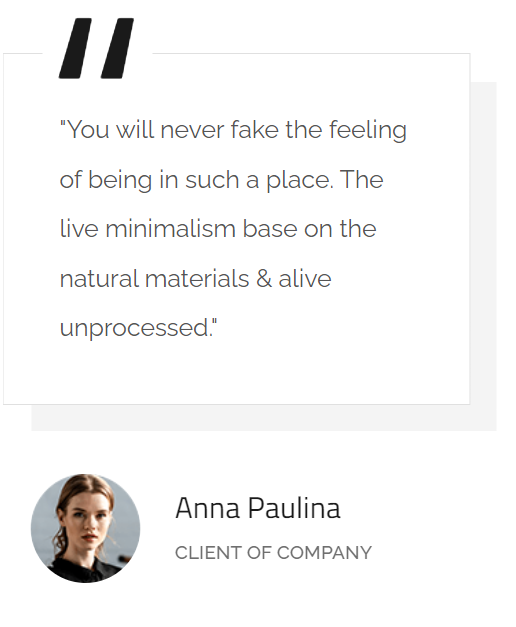 "You will never fake the feeling
of being in such a place. The
live minimalism base on the
natural materials & alive
unprocessed."
Anna Paulina
CLIENT OF COMPANY